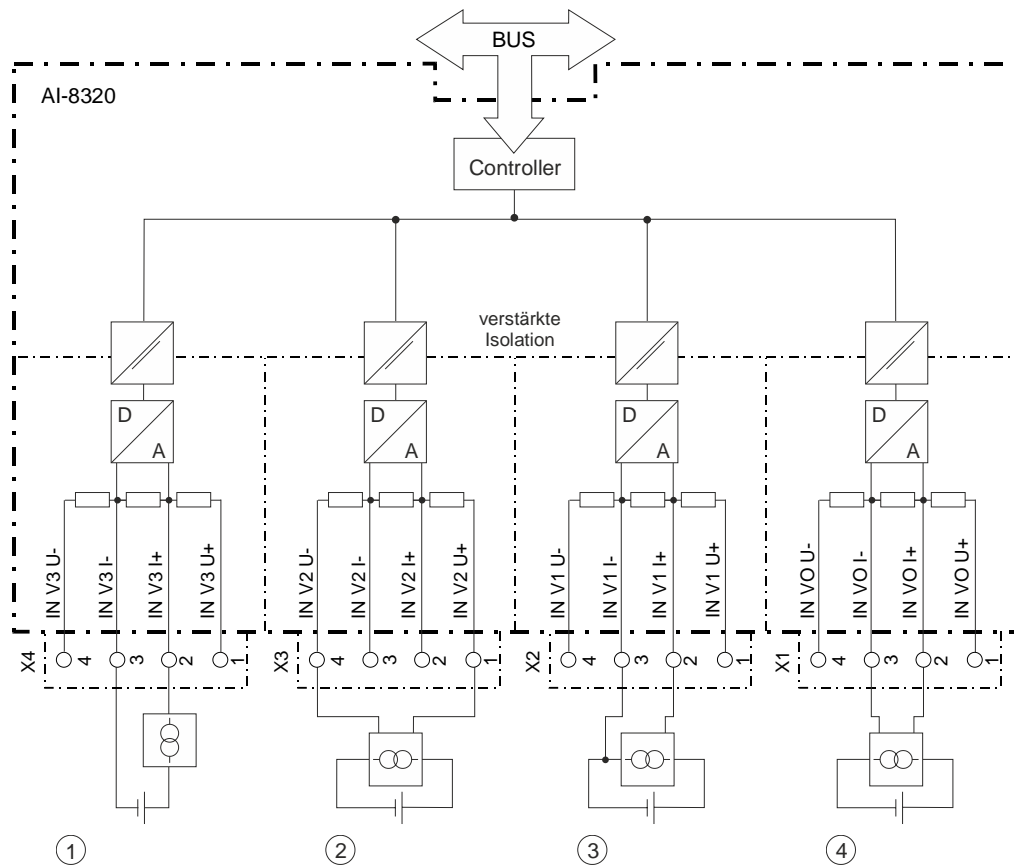 BUS
AI-8320
Controller
verstärkte
Isolation
D
A
D
A
D
A
D
A
IN V3 U-
IN V3 I-
IN V3 I+
IN V3 U+
IN V2 U-
IN V2 I-
IN V2 I+
IN V2 U+
IN V1 U-
IN V1 I-
IN V1 I+
IN V1 U+
IN VO U-
IN VO I-
IN VO I+
IN VO U+
X4
4
3
2
1
X3
4
3
2
1
X2
4
3
2
1
X1
4
3
2
1
1
2
3
4